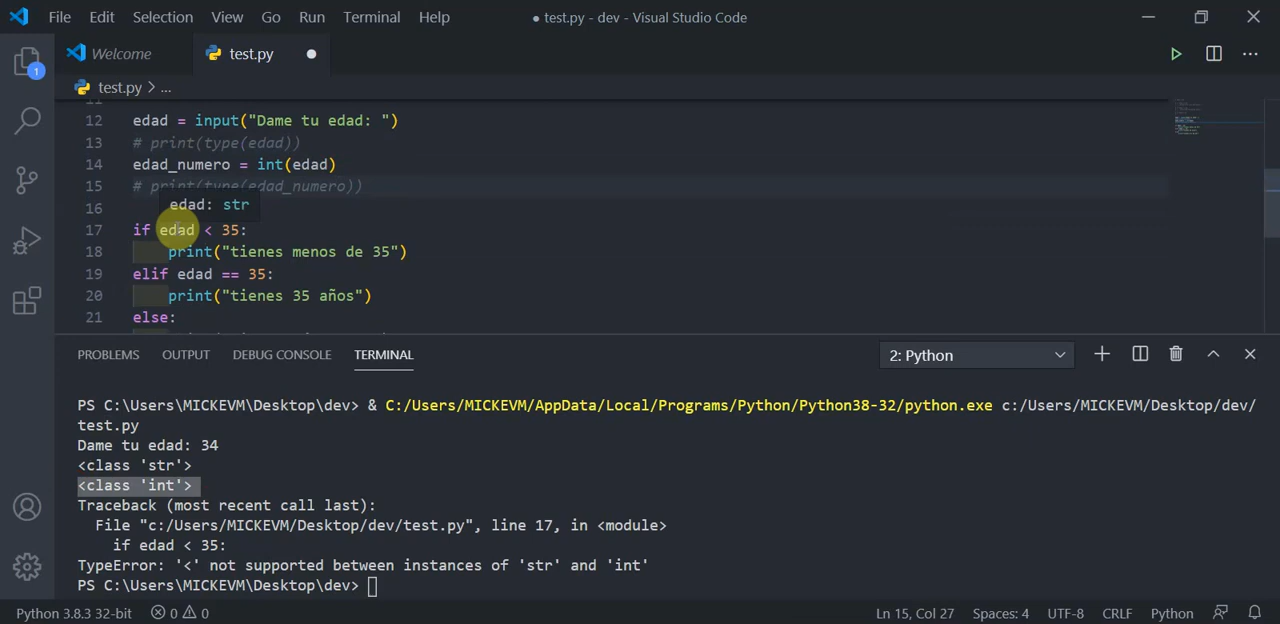 File Edit Selection View Go Run Terminal Help ● test.py - dev - Visual Studio Code
Welcome test.py ●
1
test.py > ...
11
12 edad = input("Dame tu edad: ")
13 # print(type(edad))
14 edad_numero = int(edad)
15 # print(type(edad_numero))
16 edad: str
17 if edad < 35:
18 print("tienes menos de 35")
19 elif edad == 35:
20 print("tienes 35 años")
21 else:
PROBLEMS OUTPUT DEBUG CONSOLE TERMINAL 2: Python
PS C:\Users\MICKEVM\Desktop\dev> & C:/Users/MICKEVM/AppData/Local/Programs/Python/Python38-32/python.exe c:/Users/MICKEVM/Desktop/dev/
test.py
Dame tu edad: 34
<class 'str'>
<class 'int'>
Traceback (most recent call last):
File "c:/Users/MICKEVM/Desktop/dev/test.py", line 17, in <module>
if edad < 35:
TypeError: '<' not supported between instances of 'str' and 'int'
PS C:\Users\MICKEVM\Desktop\dev>
Python 3.8.3 32-bit 0 0 Ln 15, Col 27 Spaces: 4 UTF-8 CRLF Python